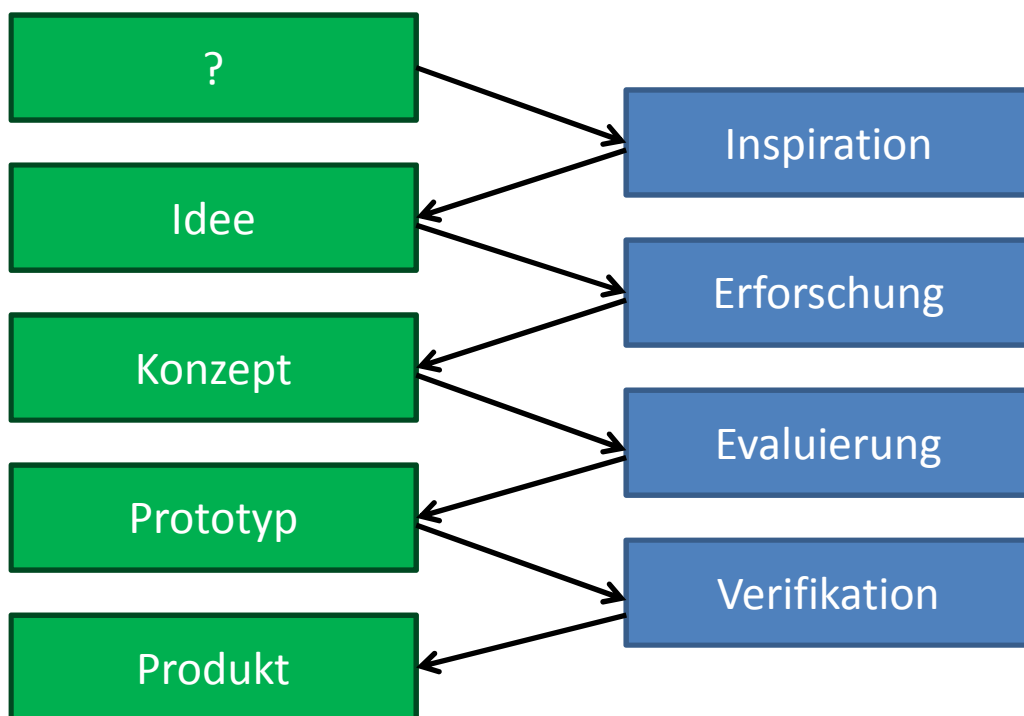 ?
Inspiration
Idee
Erforschung
Konzept
Evaluierung
Prototyp
Verifikation
Produkt